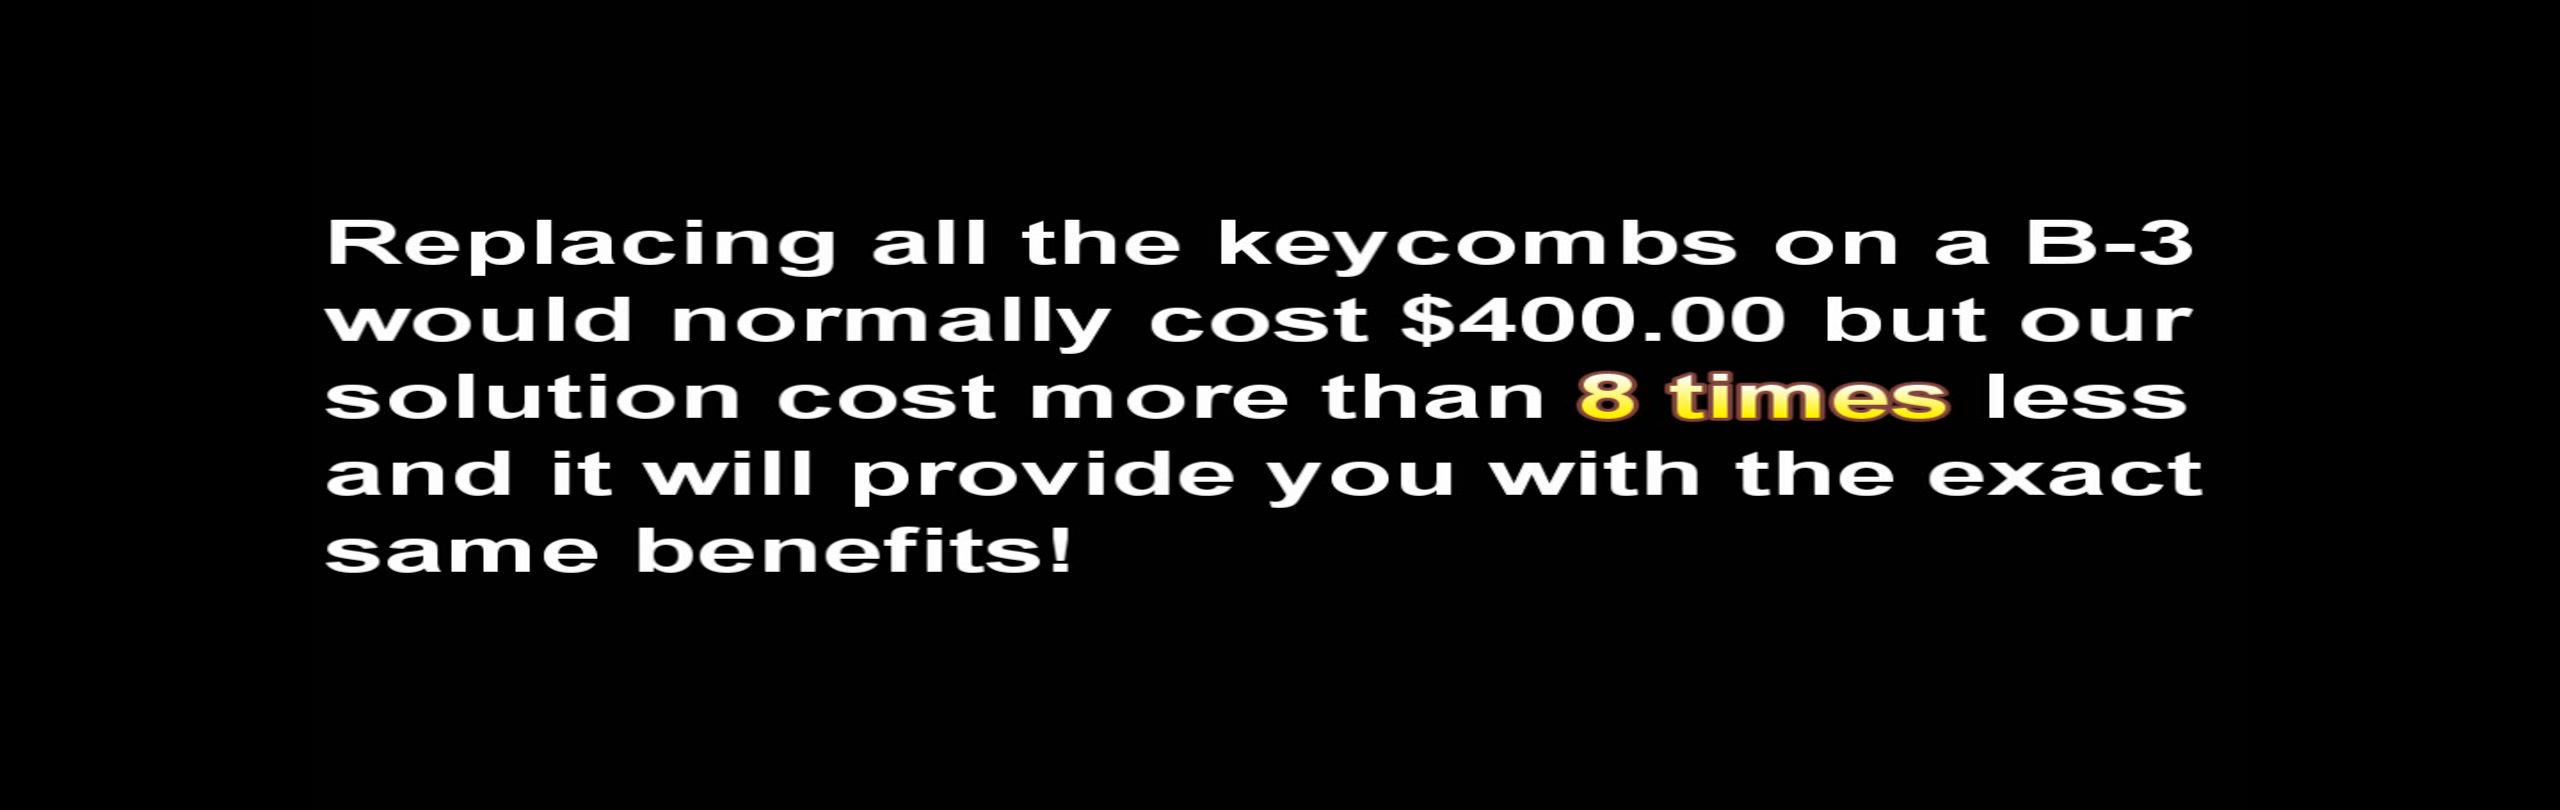 Replacing all the keycombs on a B-3
would normally cost $400.00 but our
solution cost more than 8 times less
and it will provide you with the exact
same benefits!